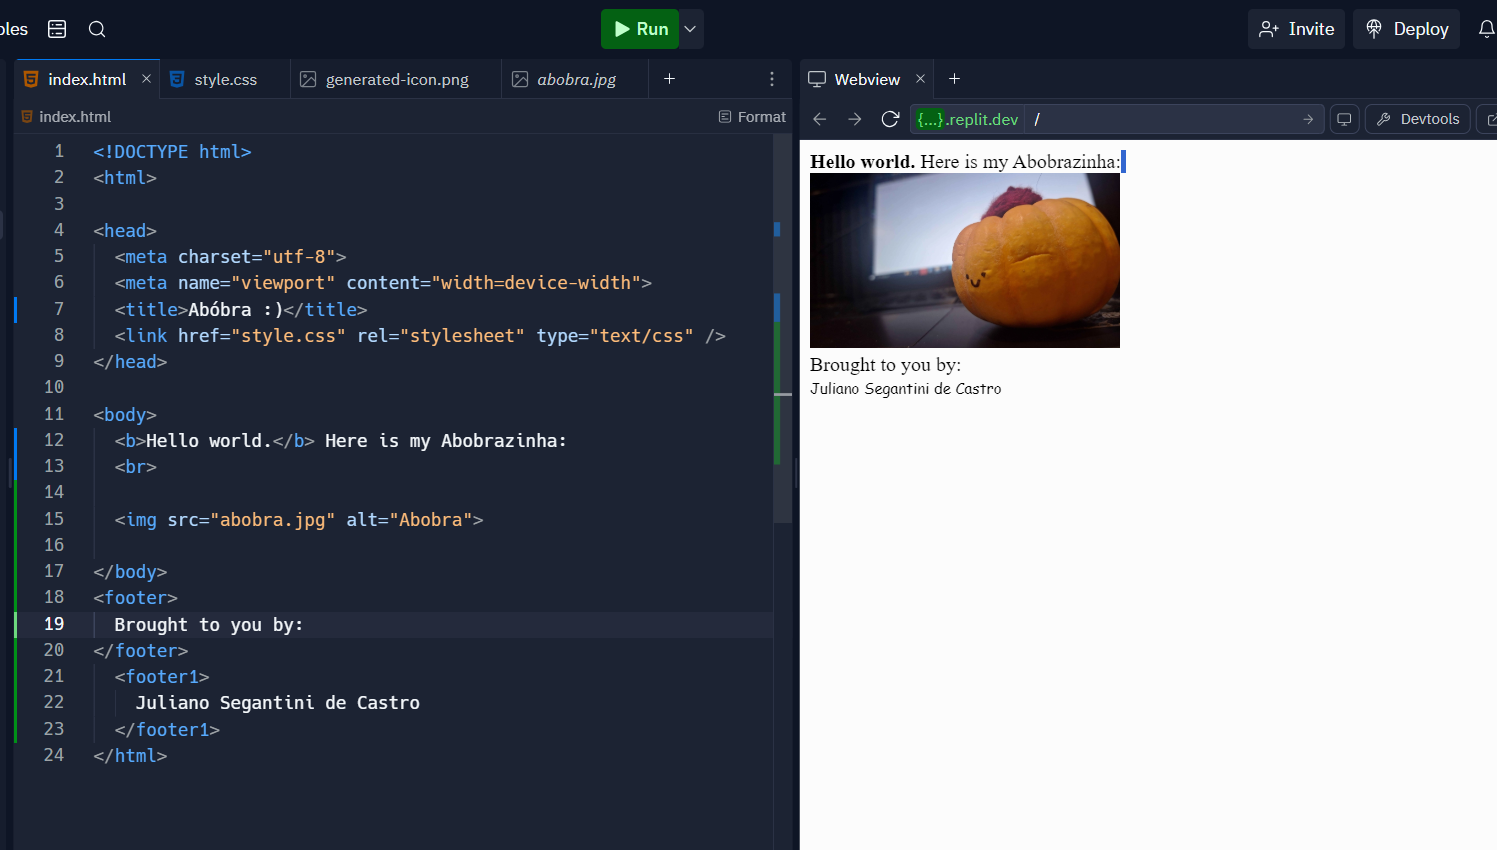 Run
Invite
Deploy
index.html
style.css
generated-icon.png
abobra.jpg
Webview
index.html
Format
{...}.replit.dev
/
Devtools
1 <!DOCTYPE html>
2 <html>
3
4 <head>
5 <meta charset="utf-8">
6 <meta name="viewport" content="width=device-width">
7 <title>Abóbra :)</title>
8 <link href="style.css" rel="stylesheet" type="text/css" />
9 </head>
10
11 <body>
12 <b>Hello world.</b> Here is my Abobrazinha:
13 <br>
14
15 <img src="abobra.jpg" alt="Abobra">
16
17 </body>
18 <footer>
19 Brought to you by:
20 </footer>
21 <footer1>
22 Juliano Segantini de Castro
23 </footer1>
24 </html>
Hello world. Here is my Abobrazinha:
Brought to you by:
Juliano Segantini de Castro